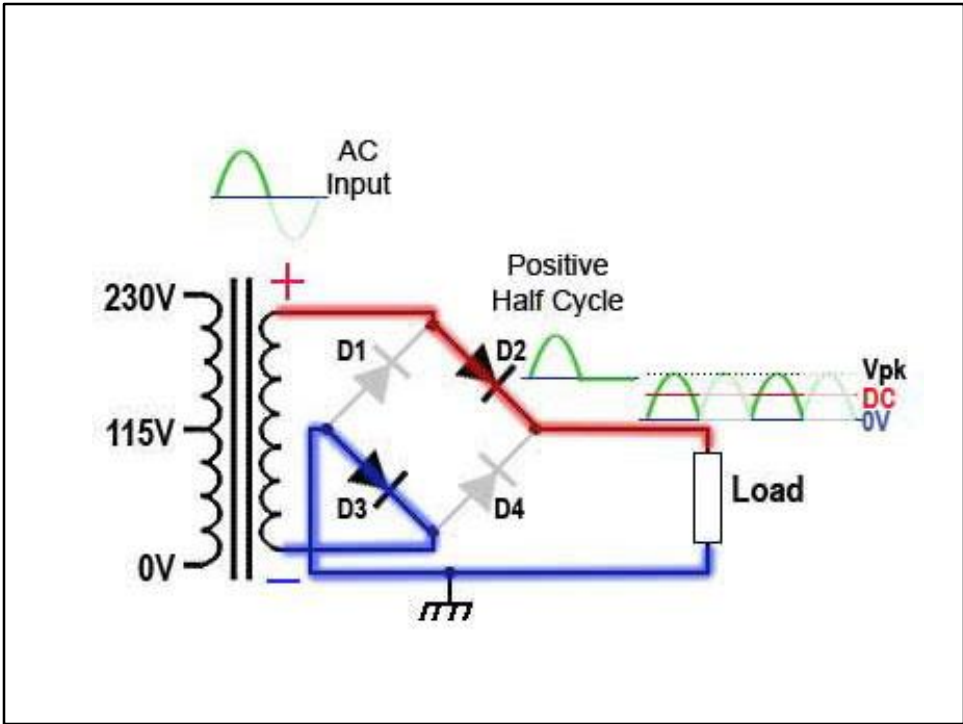 AC
Input
+
Positive
Half Cycle
230V
D1
D2
Vpk
DC
0V
115V
Load
D3
D4
0V
−